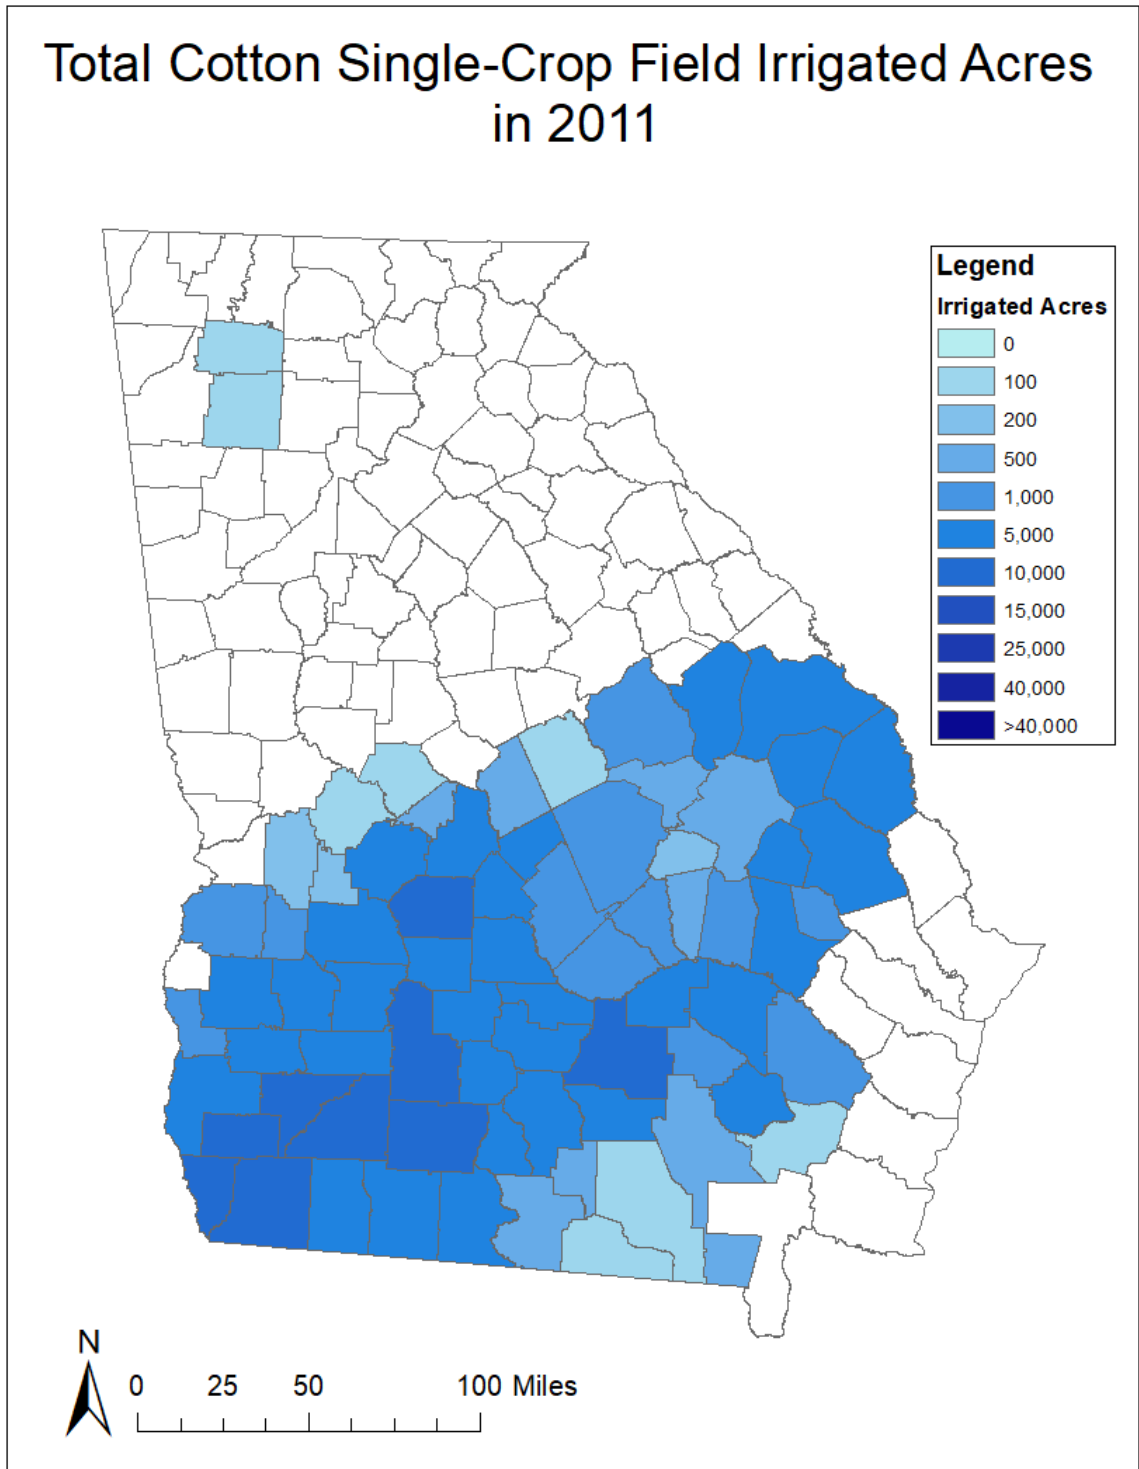 Total Cotton Single-Crop Field Irrigated Acres
in 2011
Legend
Irrigated Acres
0
100
200
500
1,000
5,000
10,000
15,000
25,000
40,000
>40,000
N
0 25 50 100 Miles